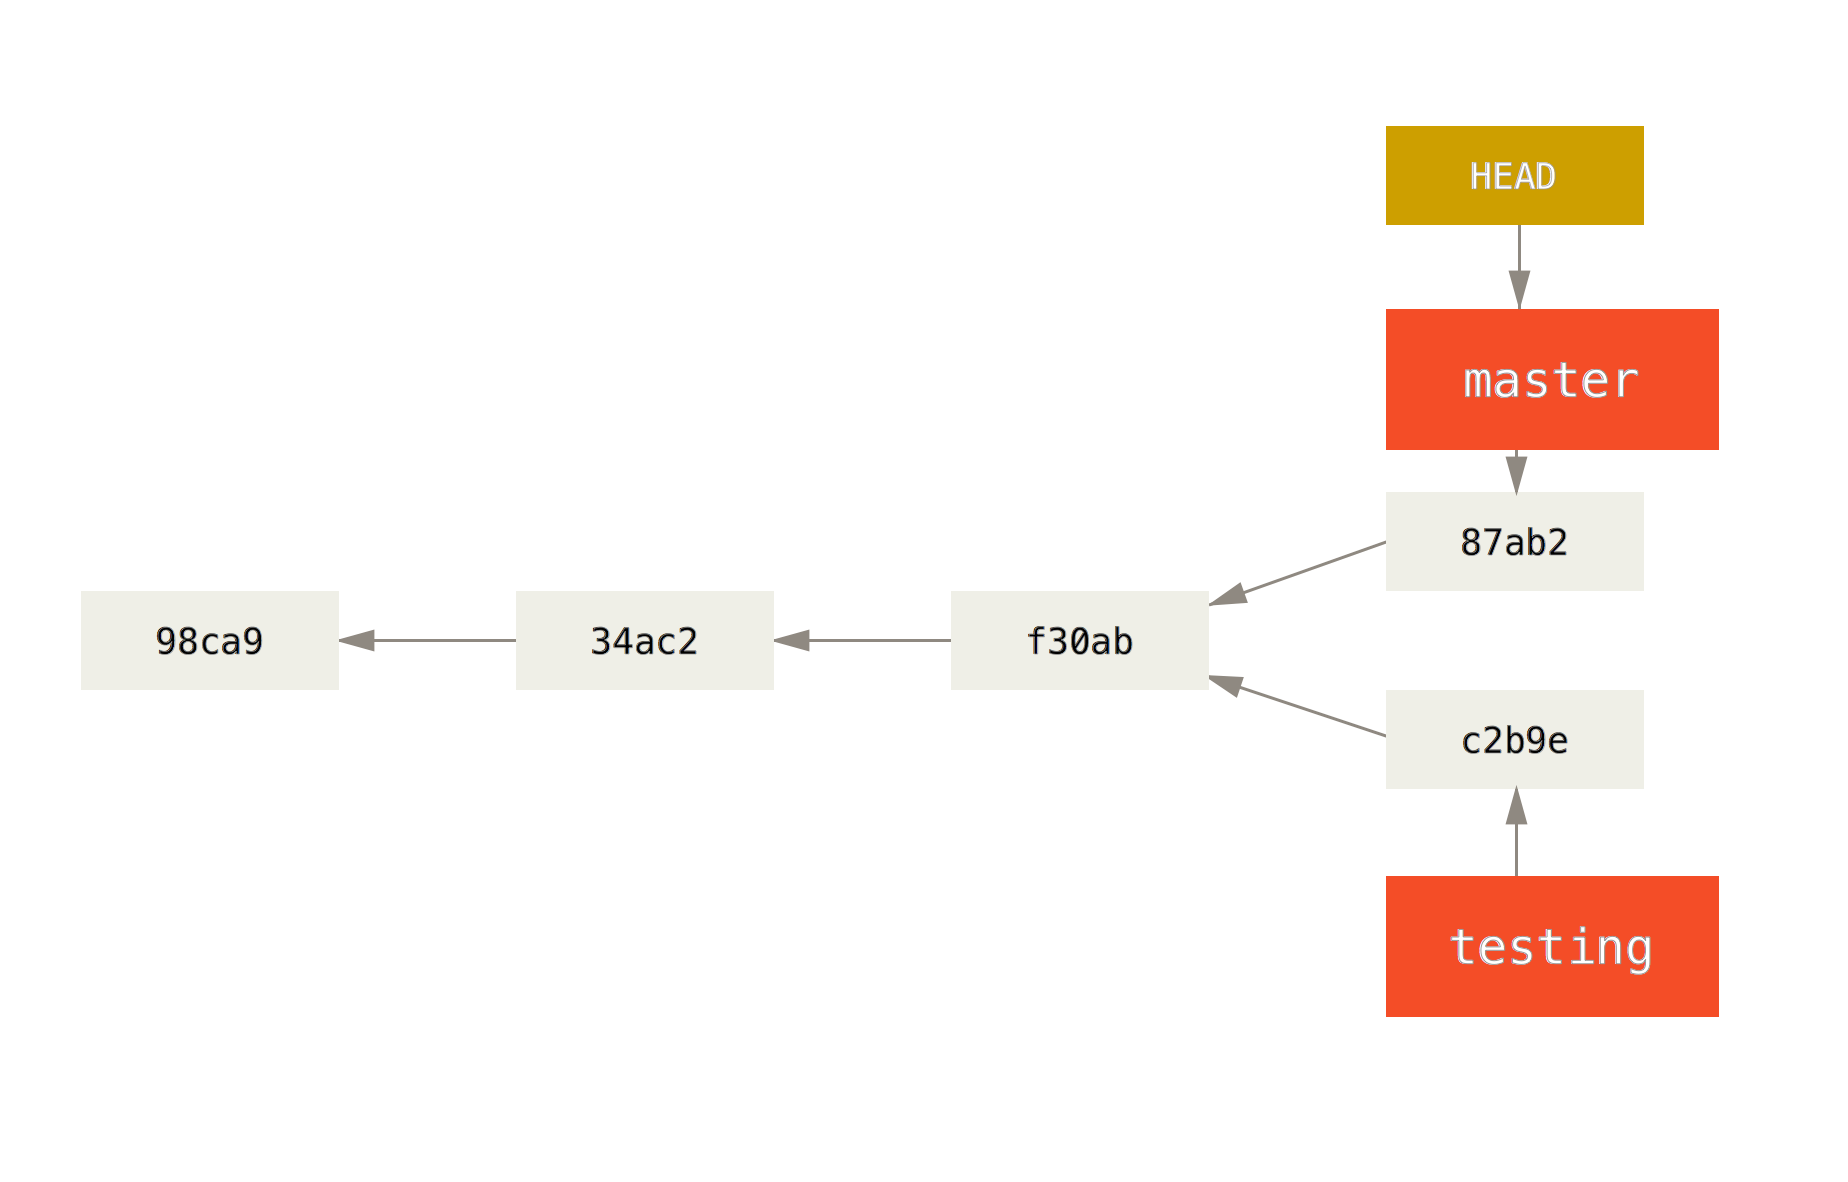 HEAD
master
87ab2
98ca9
34ac2
f30ab
c2b9e
testing